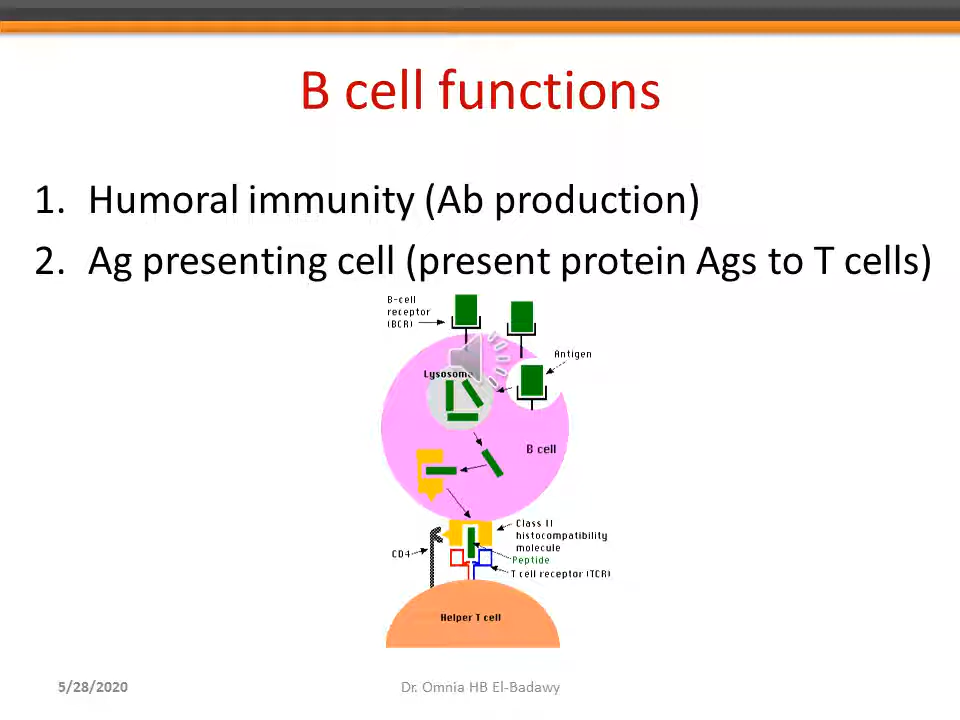 B cell functions
1. Humoral immunity (Ab production)
2. Ag presenting cell (present protein Ags to T cells)
B-cell
receptor
(BCR)
Antigen
Lysosome
B cell
Class II
histocompatibility
molecule
CD4
Peptide
T cell receptor (TCR)
Helper T cell
5/28/2020
Dr. Omnia HB El-Badawy